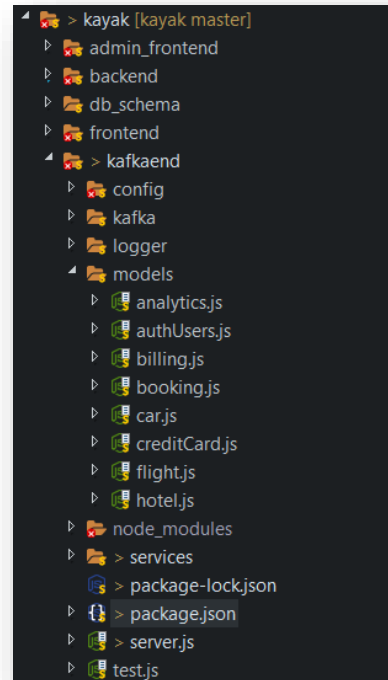 > kayak [kayak master]
admin_frontend
backend
db_schema
frontend
> kafkaend
config
kafka
logger
models
analytics.js
authUsers.js
billing.js
booking.js
car.js
creditCard.js
flight.js
hotel.js
node_modules
> services
> package-lock.json
> package.json
> server.js
test.js